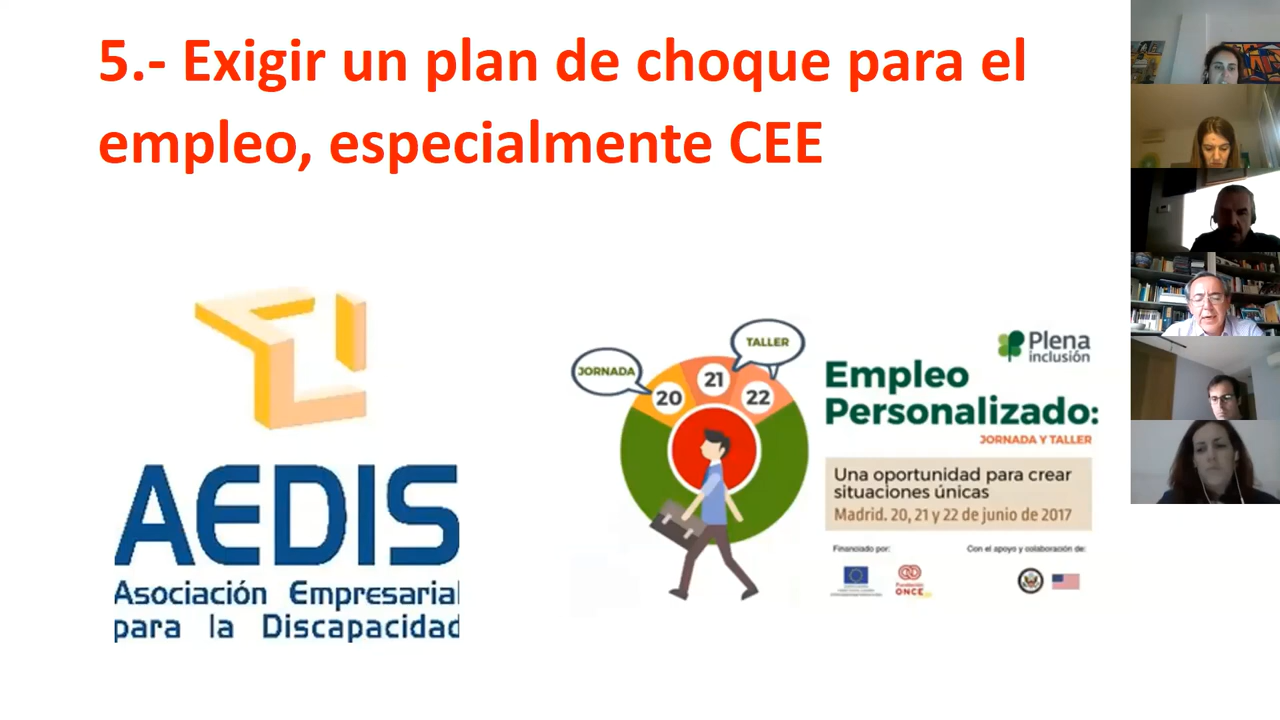 5.- Exigir un plan de choque para el
empleo, especialmente CEE
AEDIS
Asociación Empresarial
para la Discapacidad
JORNADA
TALLER
20
21
22
Plena
inclusión
Empleo
Personalizado:
JORNADA Y TALLER
Una oportunidad para crear
situaciones únicas
Madrid. 20, 21 y 22 de junio de 2017
Financiado por:
Con el apoyo y colaboración de:
Fundación
ONCE